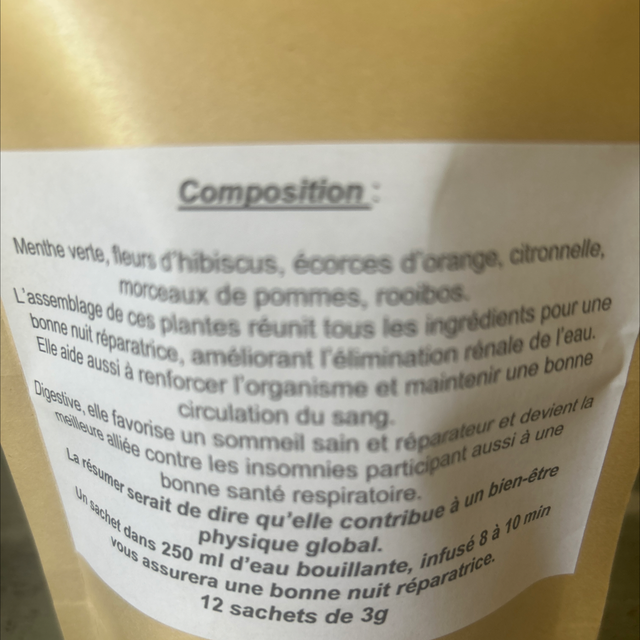 Composition :
Menthe verte, fleurs d'hibiscus, écorces d'orange, citronnelle,
morceaux de pommes, rooibos.
L'assemblage de ces plantes réunit tous les ingrédients pour une
bonne nuit réparatrice, améliorant l'élimination rénale de l'eau.
Elle aide aussi à renforcer l'organisme et maintenir une bonne
circulation du sang.
Digestive, elle favorise un sommeil sain et réparateur et devient la
meilleure alliée contre les insomnies participant aussi à une
bonne santé respiratoire.
La résumer serait de dire qu'elle contribue à un bien-être
physique global.
Un sachet dans 250 ml d'eau bouillante, infusé 8 à 10 min
vous assurera une bonne nuit réparatrice.
12 sachets de 3g